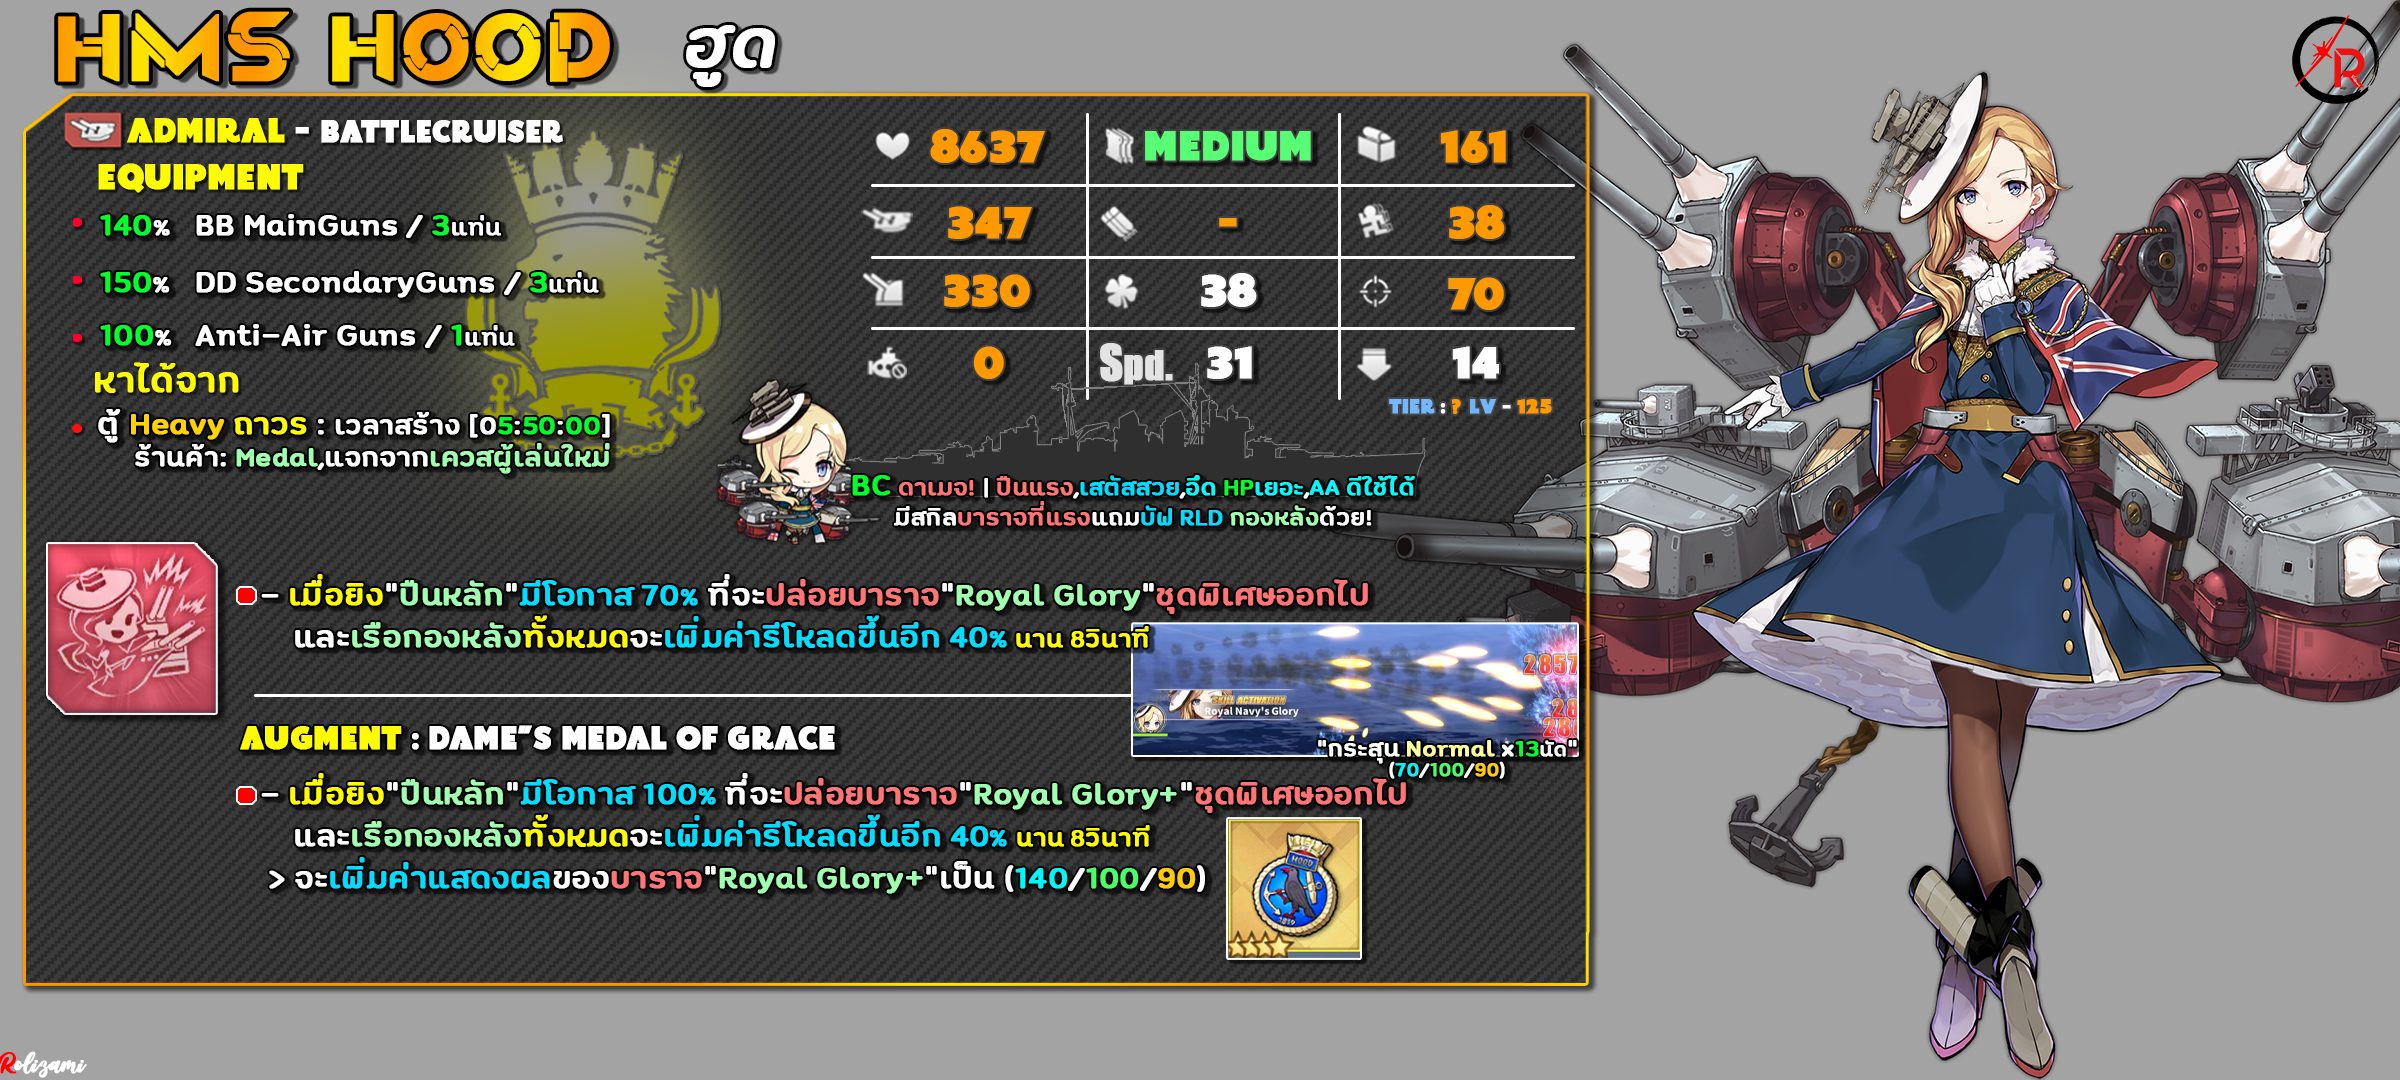 HMS HOOD ฮูด
ADMIRAL - BATTLECRUISER
EQUIPMENT
140% BB MainGuns / 3แท่น
150% DD SecondaryGuns / 3แท่น
100% Anti-Air Guns / 1แท่น
หาได้จาก
ตู้ Heavy ถาวร : เวลาสร้าง [05:50:00]
ร้านค้า: Medal,แจกจากเควสผู้เล่นใหม่
8637 MEDIUM 161
347 - 38
330 38 70
0 Spd. 31 14
TIER : ? LV - 125
BC ดาเมจ! | ปืนแรง,เสตัสสวย,อึด HPเยอะ,AA ดีใช้ได้
มีสกิลบาราจที่แรงแถมบัฟ RLD กองหลังด้วย!
- เมื่อยิง"ปืนหลัก"มีโอกาส 70% ที่จะปล่อยบาราจ"Royal Glory"ชุดพิเศษออกไป
และเรือกองหลังทั้งหมดจะเพิ่มค่ารีโหลดขึ้นอีก 40% นาน 8วินาที
2857
SKILL ACTIVATION
Royal Navy's Glory
28
28
"กระสุน Normal x13นัด"
(70/100/90)
AUGMENT : DAME"S MEDAL OF GRACE
- เมื่อยิง"ปืนหลัก"มีโอกาส 100% ที่จะปล่อยบาราจ"Royal Glory+"ชุดพิเศษออกไป
และเรือกองหลังทั้งหมดจะเพิ่มค่ารีโหลดขึ้นอีก 40% นาน 8วินาที
> จะเพิ่มค่าแสดงผลของบาราจ"Royal Glory+"เป็น (140/100/90)
HOOD
1859
R
Rolizami